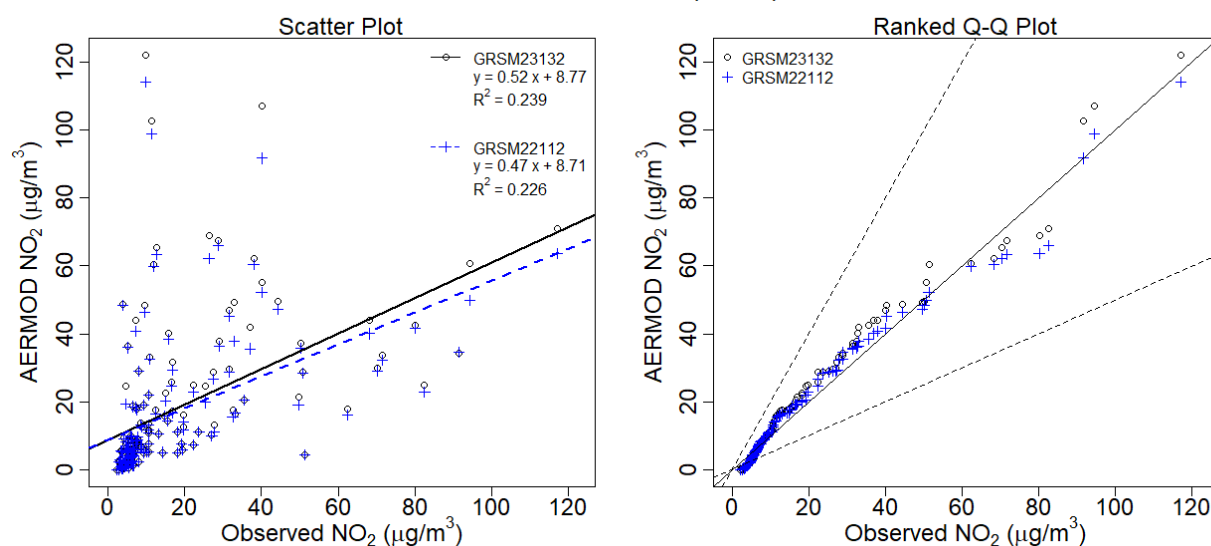 Scatter Plot
GRSM23132
y = 0.52 x + 8.77
R² = 0.239
GRSM22112
y = 0.47 x + 8.71
R² = 0.226
AERMOD NO₂ (μg/m³)
0 20 40 60 80 100 120
0 20 40 60 80 100 120
Observed NO₂ (μg/m³)
Ranked Q-Q Plot
GRSM23132
GRSM22112
AERMOD NO₂ (μg/m³)
0 20 40 60 80 100 120
0 20 40 60 80 100 120
Observed NO₂ (μg/m³)